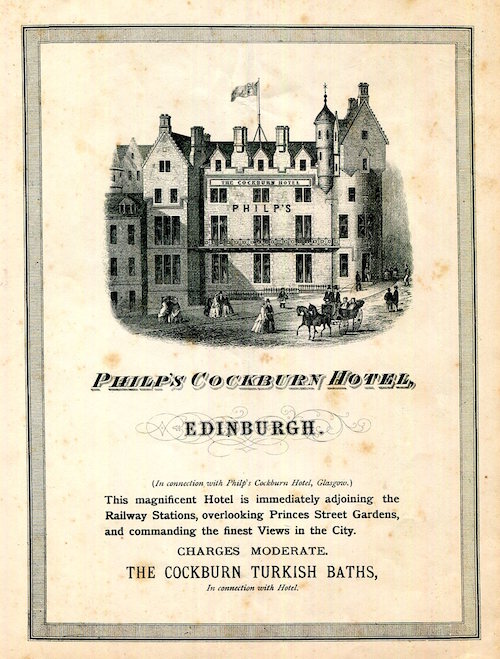 THE COCKBURN HOTEL
PHILP'S
PHILP'S COCKBURN HOTEL,
EDINBURGH.
(In connection with Philp's Cockburn Hotel, Glasgow.)
This magnificent Hotel is immediately adjoining the
Railway Stations, overlooking Princes Street Gardens,
and commanding the finest Views in the City.
CHARGES MODERATE.
THE COCKBURN TURKISH BATHS,
In connection with Hotel.